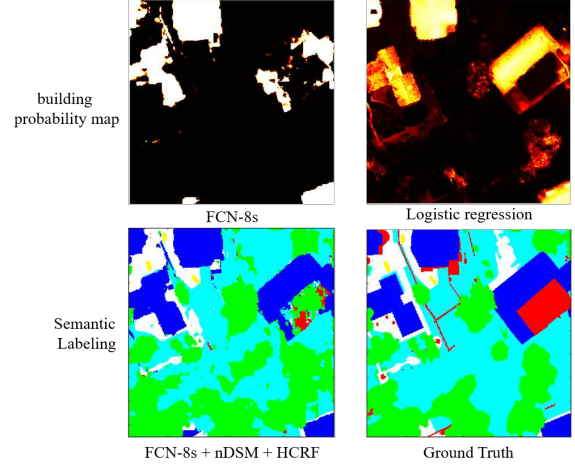 building
probability map
FCN-8s
Logistic regression
Semantic
Labeling
FCN-8s + nDSM + HCRF
Ground Truth